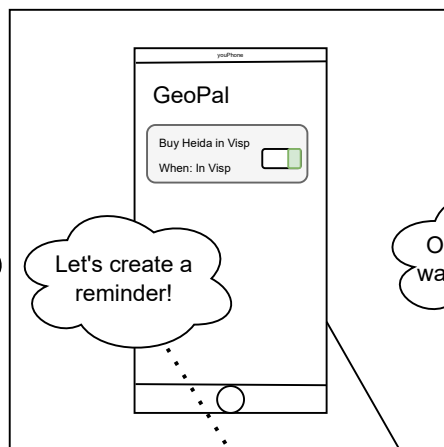 youPhone
GeoPal
Buy Heida in Visp
When: In Visp
Let's create a
reminder!